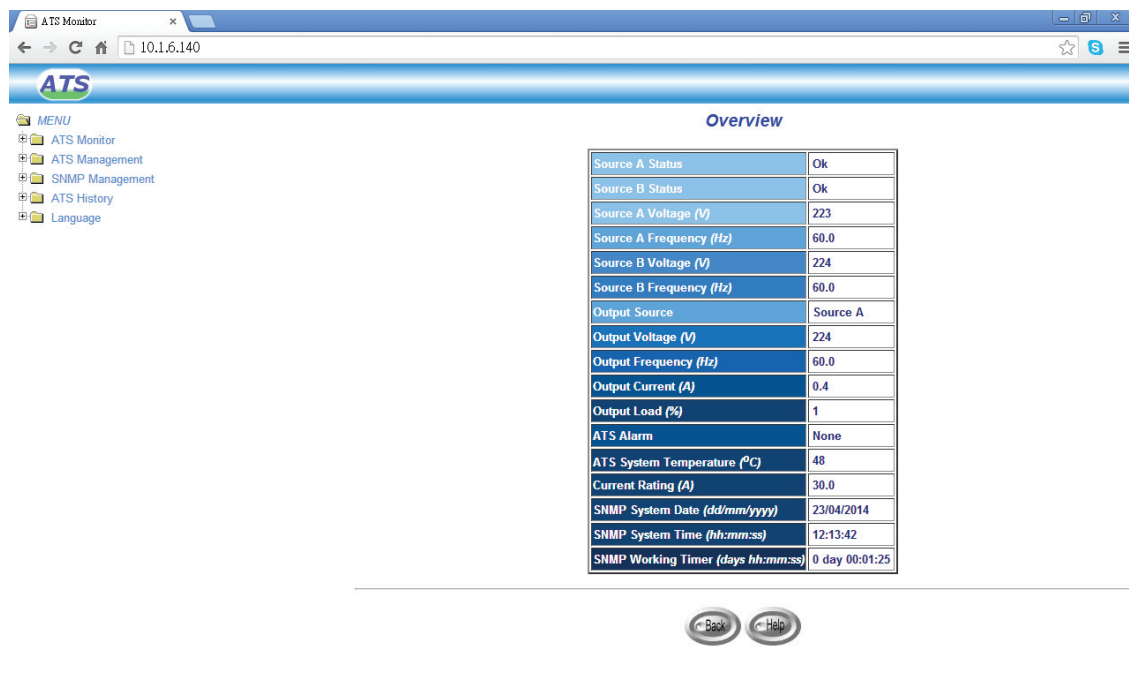 ATS Monitor
10.1.6.140
ATS
MENU
ATS Monitor
ATS Management
SNMP Management
ATS History
Language
Overview
Source A Status Ok
Source B Status Ok
Source A Voltage (V) 223
Source A Frequency (Hz) 60.0
Source B Voltage (V) 224
Source B Frequency (Hz) 60.0
Output Source Source A
Output Voltage (V) 224
Output Frequency (Hz) 60.0
Output Current (A) 0.4
Output Load (%) 1
ATS Alarm None
ATS System Temperature (ºC) 48
Current Rating (A) 30.0
SNMP System Date (dd/mm/yyyy) 23/04/2014
SNMP System Time (hh:mm:ss) 12:13:42
SNMP Working Timer (days hh:mm:ss) 0 day 00:01:25
Back Help